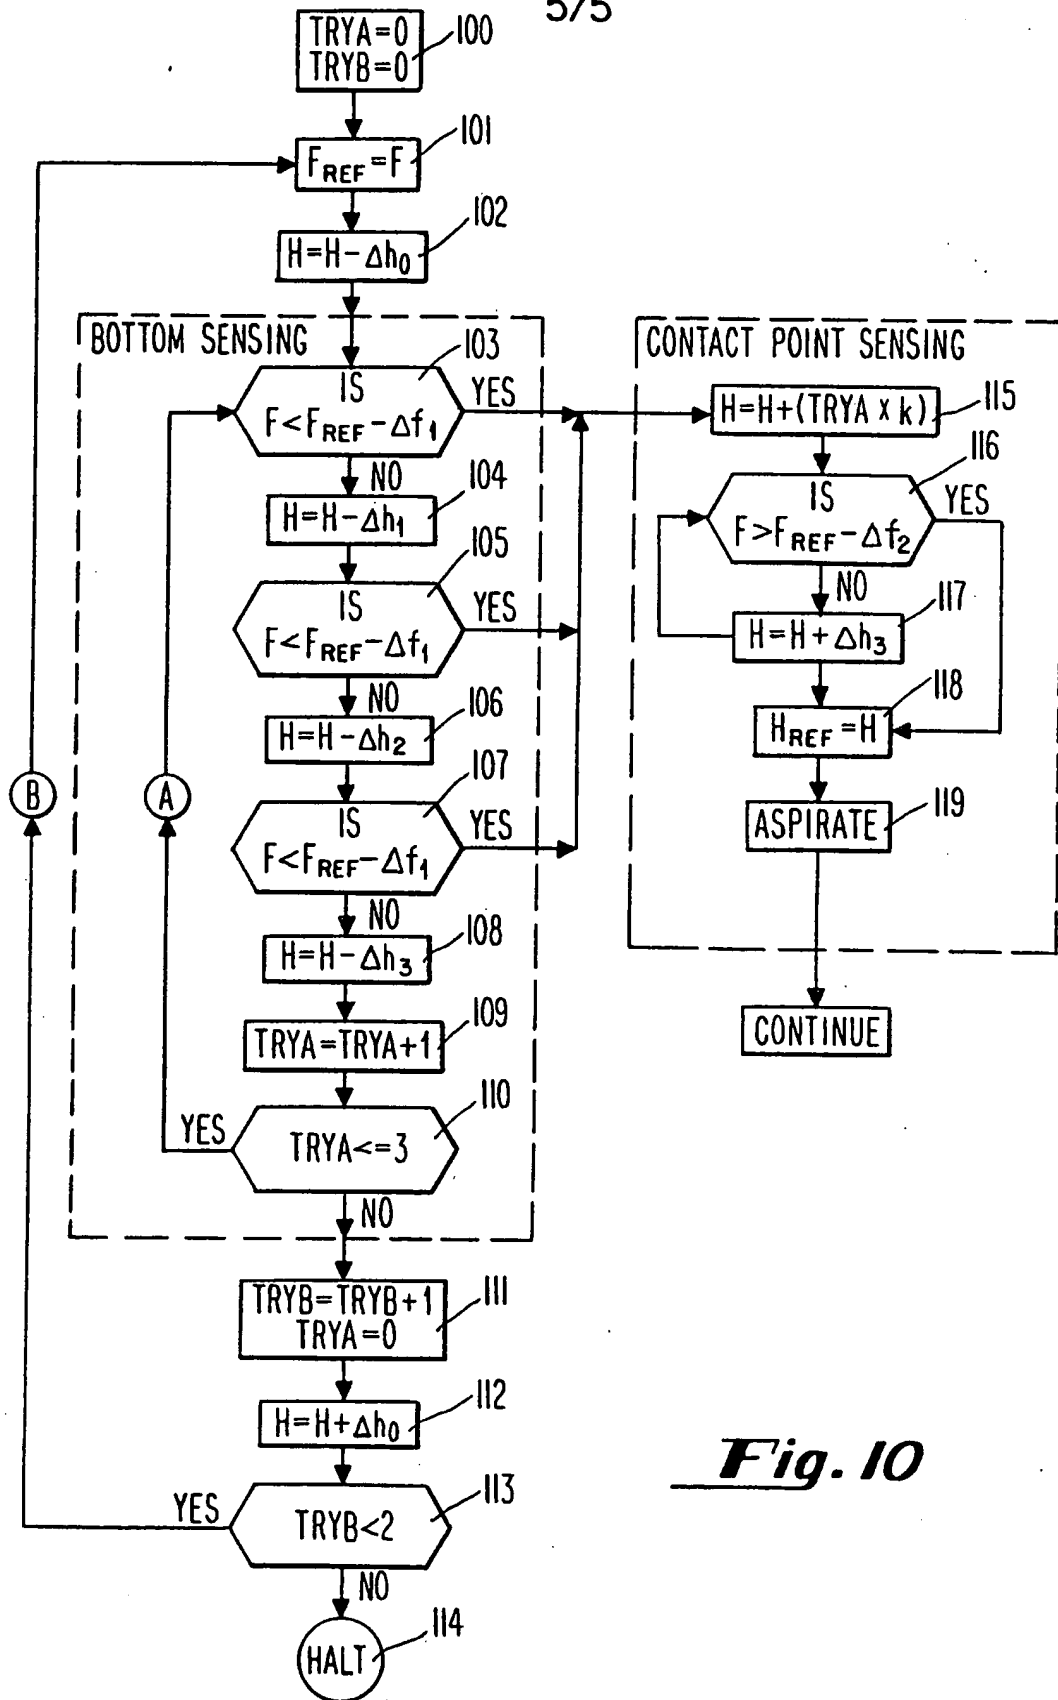 5/5
TRYA=0
TRYB=0
100
F_REF=F
101
H=H-Δh₀
102
BOTTOM SENSING
103
IS
F<F_REF-Δf₁
YES
NO
104
H=H-Δh₁
105
IS
F<F_REF-Δf₁
YES
NO
106
H=H-Δh₂
107
IS
F<F_REF-Δf₁
YES
NO
108
H=H-Δh₃
109
TRYA=TRYA+1
110
YES
TRYA<=3
NO
B
A
TRYB=TRYB+1
TRYA=0
111
H=H+Δh₀
112
YES
TRYB<2
113
NO
HALT
114
CONTACT POINT SENSING
H=H+(TRYA x k)
115
116
IS
F>F_REF-Δf₂
YES
NO
117
H=H+Δh₃
118
H_REF=H
ASPIRATE
119
CONTINUE
Fig. 10